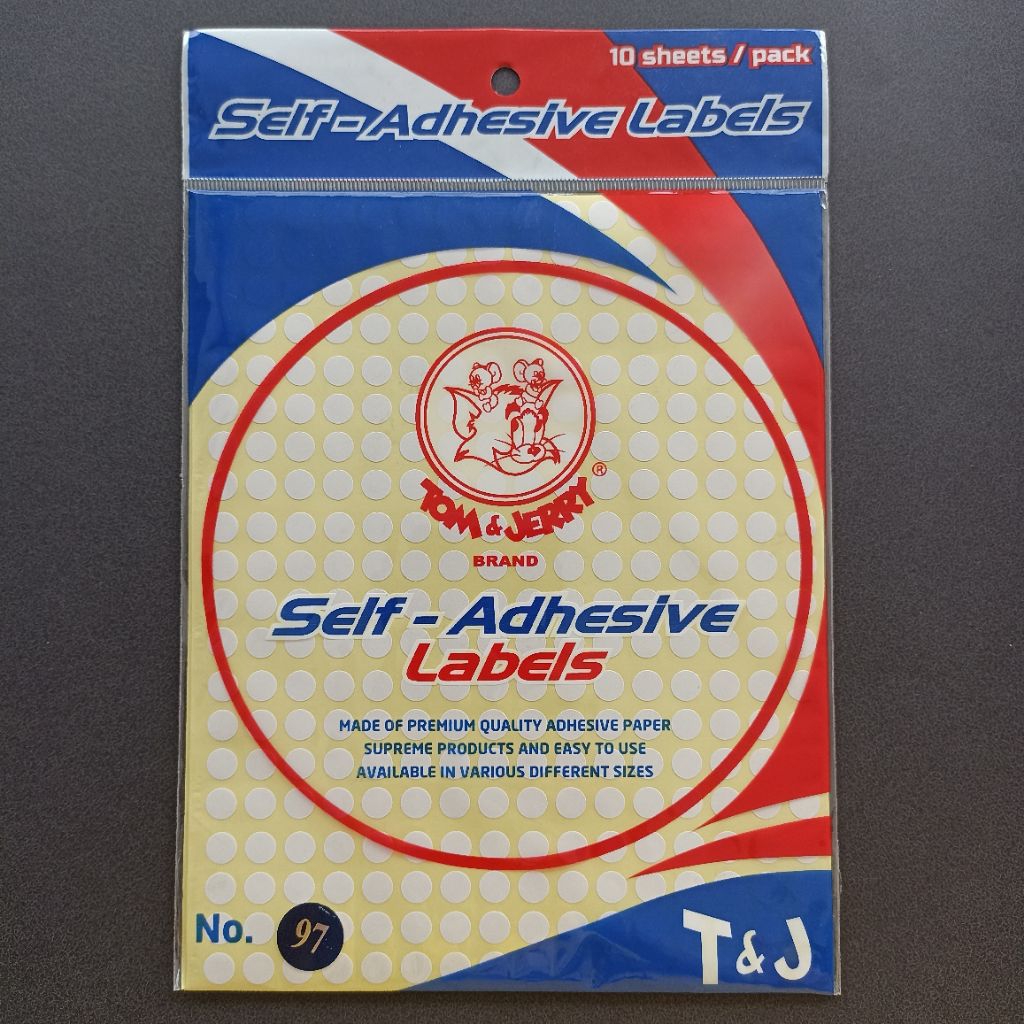 10 sheets / pack
Self-Adhesive Labels
TOM & JERRY ®
BRAND
Self - Adhesive
Labels
MADE OF PREMIUM QUALITY ADHESIVE PAPER
SUPREME PRODUCTS AND EASY TO USE
AVAILABLE IN VARIOUS DIFFERENT SIZES
No. 97
T & J